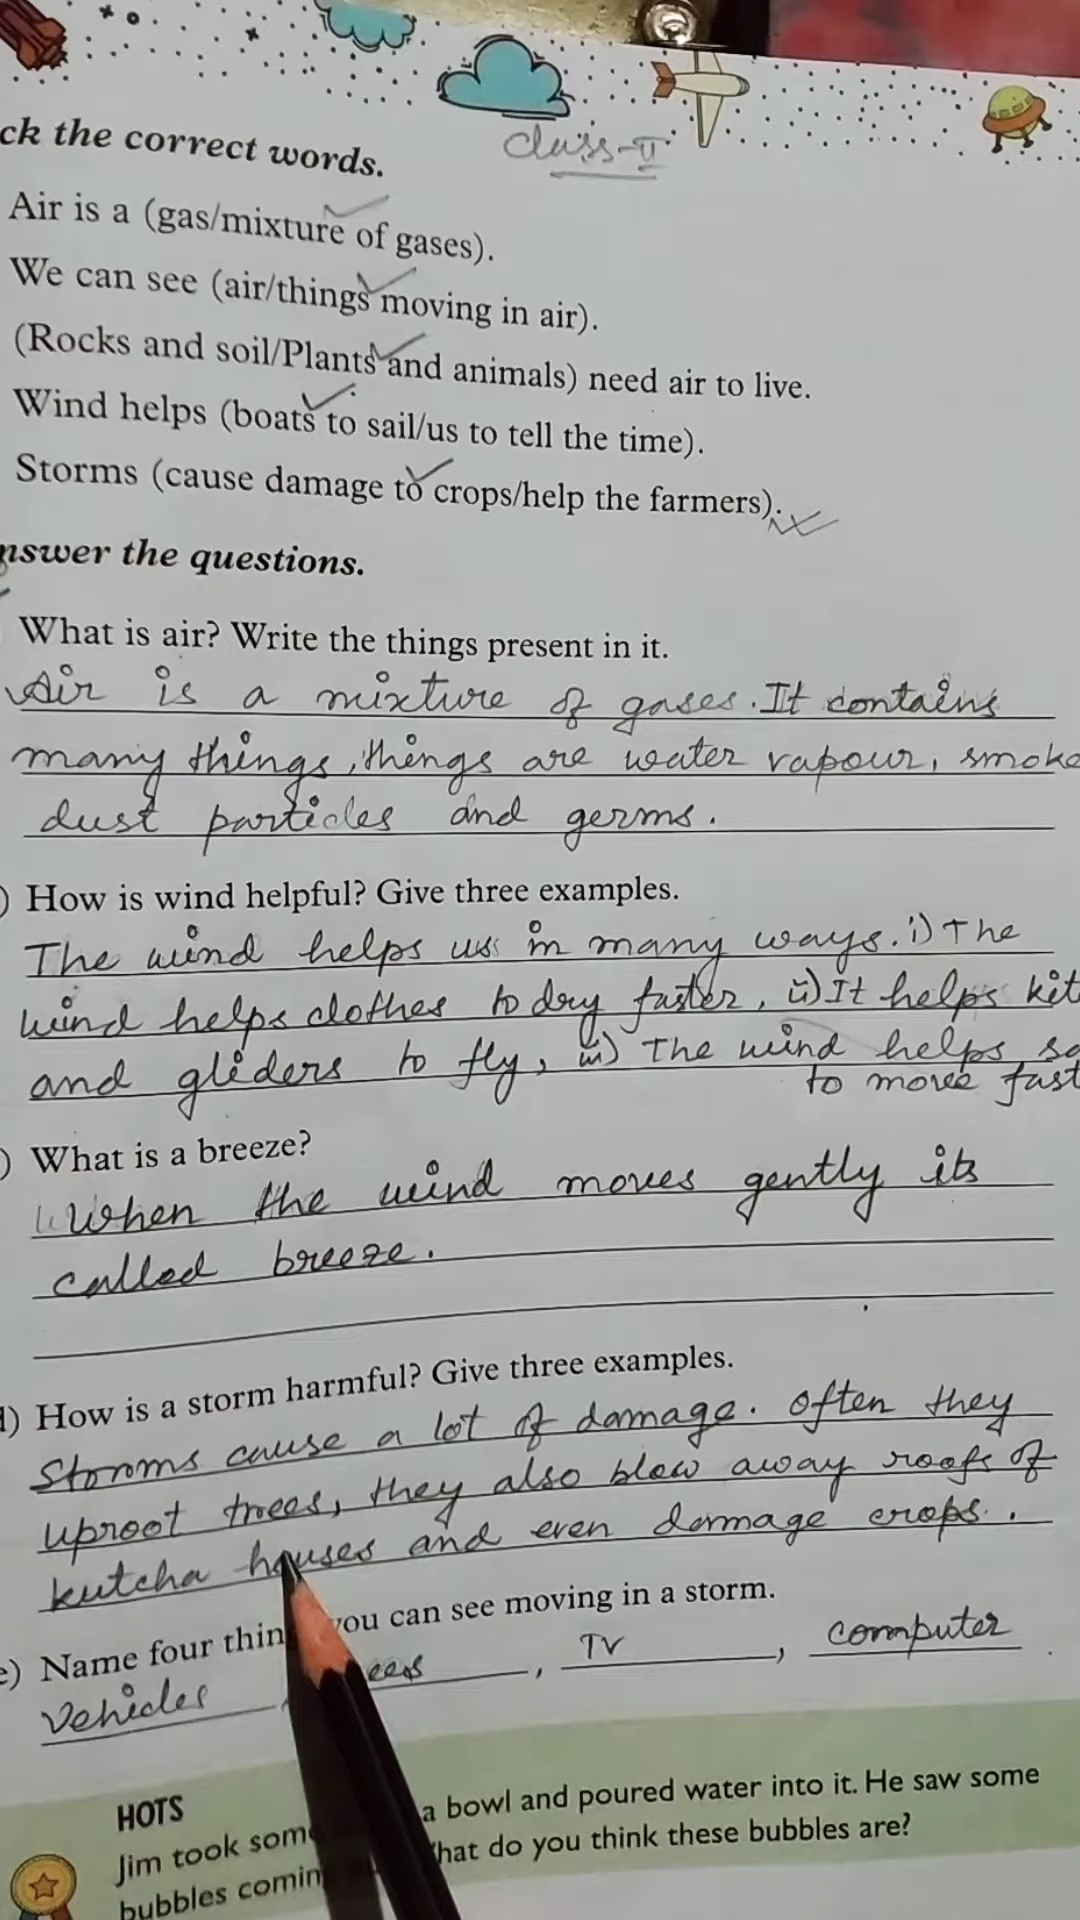 ck the correct words.
Class-II
Air is a (gas/mixture of gases).
We can see (air/things moving in air).
(Rocks and soil/Plants and animals) need air to live.
Wind helps (boats to sail/us to tell the time).
Storms (cause damage to crops/help the farmers).
nswer the questions.
What is air? Write the things present in it.
Air is a mixture of gases. It contains
many things, things are water vapour, smoke
dust particles and germs.
) How is wind helpful? Give three examples.
The wind helps us in many ways. i) The
wind helps clothes to dry faster, ii) It helps kit
and gliders to fly, iii) The wind helps sa
to move fast
) What is a breeze?
When the wind moves gently its
called breeze.
d) How is a storm harmful? Give three examples.
Storms cause a lot of damage. Often they
uproot trees, they also blow away roofs of
kutcha houses and even damage crops.
e) Name four thin you can see moving in a storm.
Vehicles, ees, TV, computer.
HOTS
Jim took som a bowl and poured water into it. He saw some
bubbles comin hat do you think these bubbles are?